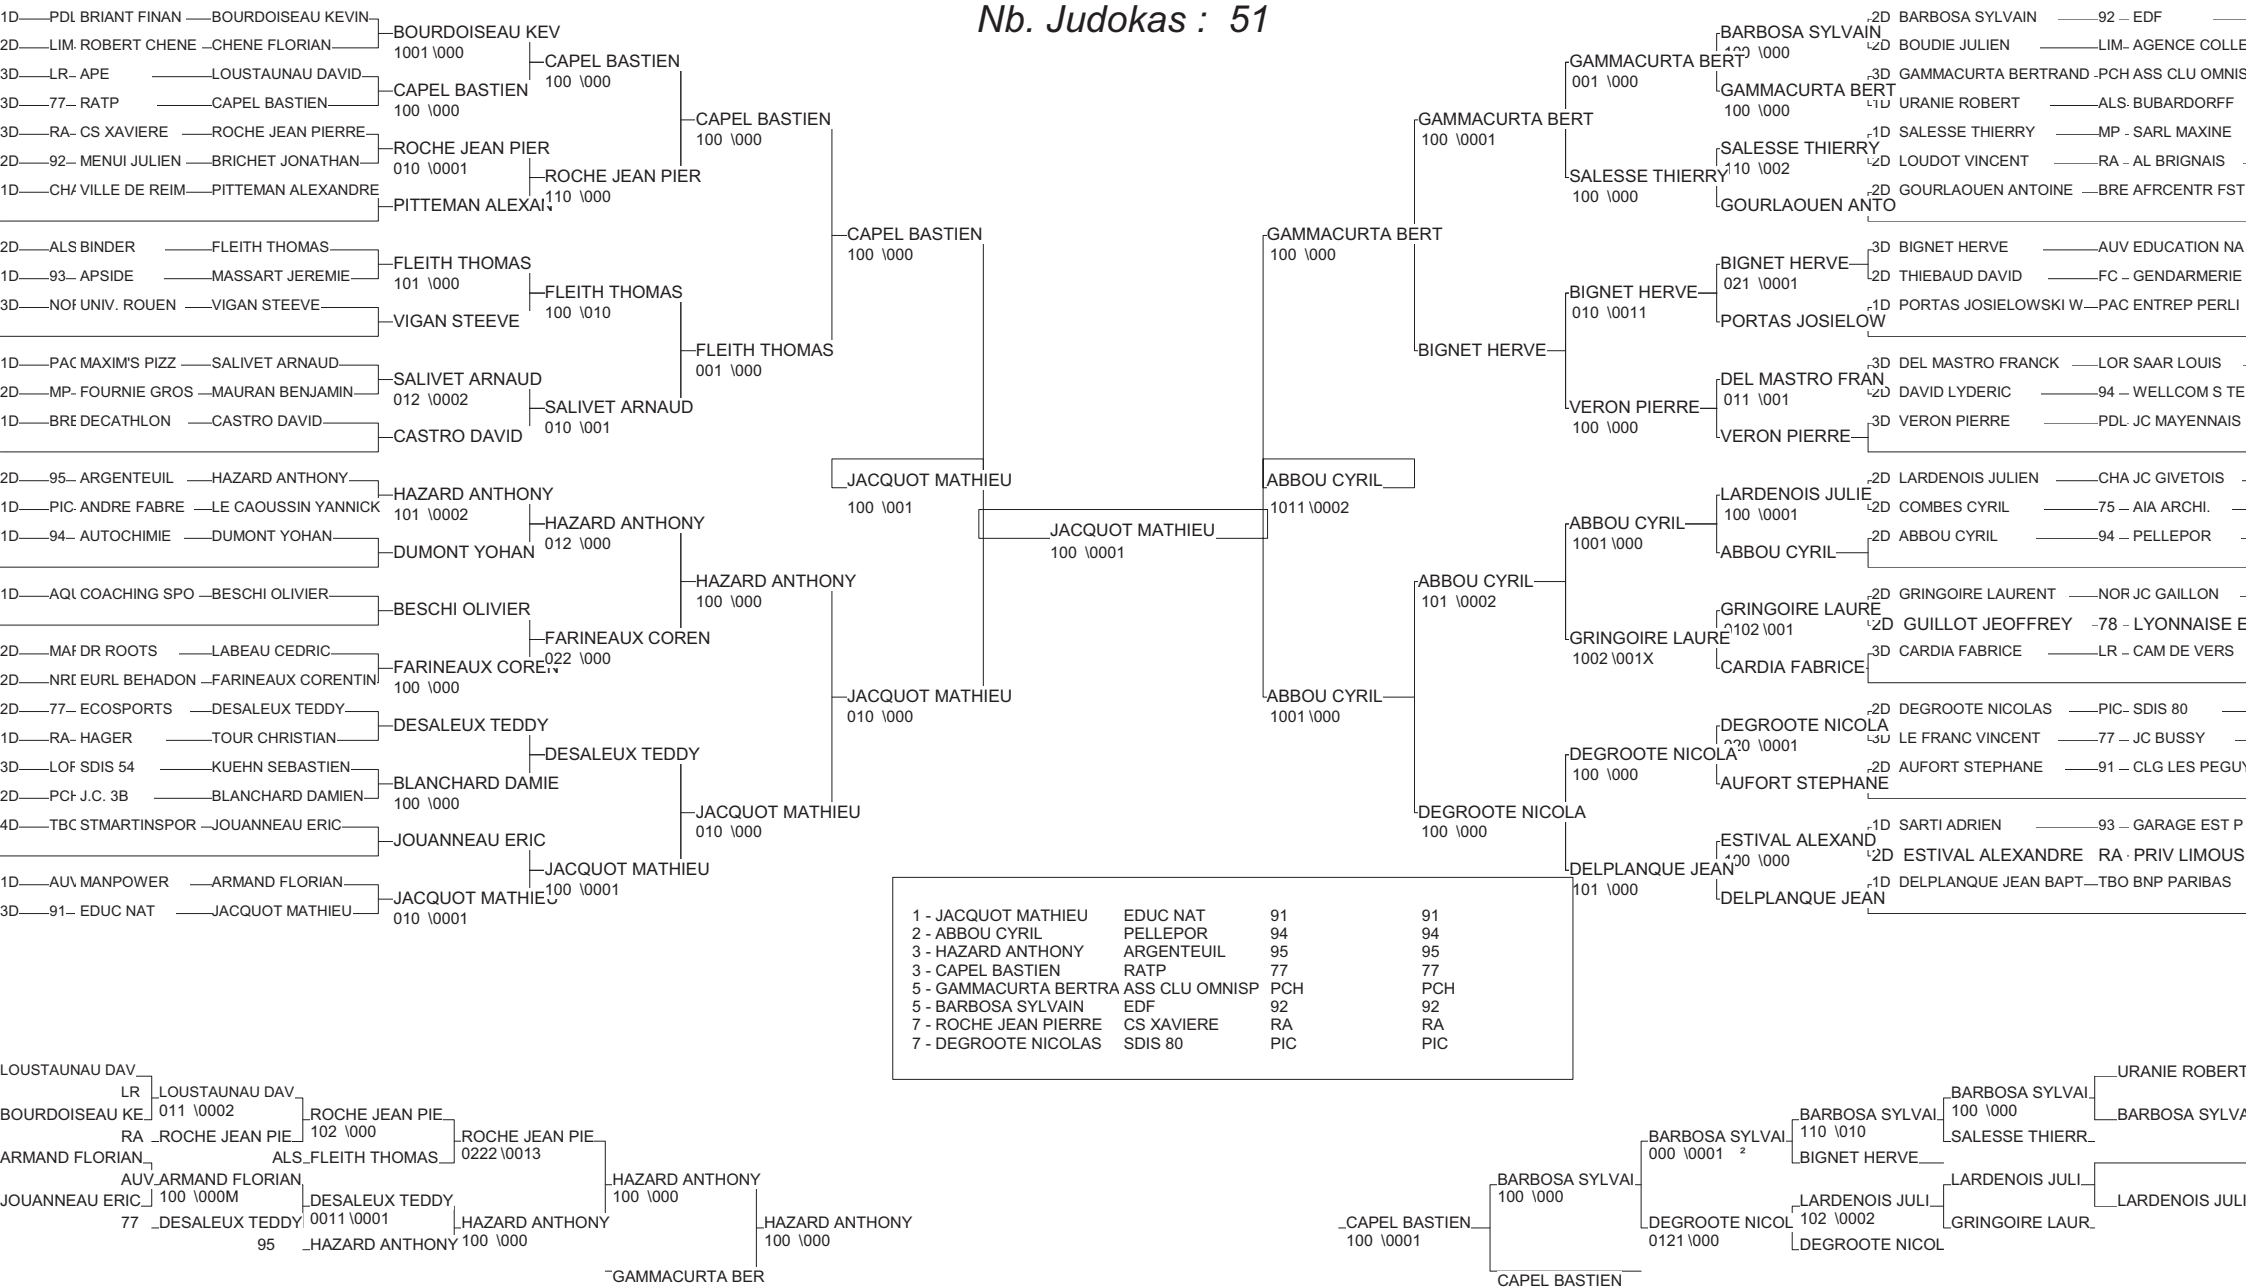 Nb. Judokas : 51
1D PDL BRIANT FINAN BOURDOISEAU KEVIN
2D LIM ROBERT CHENE CHENE FLORIAN
3D LR APE LOUSTAUNAU DAVID
3D 77 RATP CAPEL BASTIEN
3D RA CS XAVIERE ROCHE JEAN PIERRE
2D 92 MENUI JULIEN BRICHET JONATHAN
1D CHA VILLE DE REIM PITTEMAN ALEXANDRE
2D ALS BINDER FLEITH THOMAS
1D 93 APSIDE MASSART JEREMIE
3D NOR UNIV. ROUEN VIGAN STEEVE
1D PAC MAXIM'S PIZZ SALIVET ARNAUD
2D MP FOURNIE GROS MAURAN BENJAMIN
1D BRE DECATHLON CASTRO DAVID
2D 95 ARGENTEUIL HAZARD ANTHONY
1D PIC ANDRE FABRE LE CAOUSSIN YANNICK
1D 94 AUTOCHIMIE DUMONT YOHAN
1D AQU COACHING SPO BESCHI OLIVIER
2D MAR DR ROOTS LABEAU CEDRIC
2D NRD EURL BEHADON FARINEAUX CORENTIN
2D 77 ECOSPORTS DESALEUX TEDDY
1D RA HAGER TOUR CHRISTIAN
3D LOR SDIS 54 KUEHN SEBASTIEN
2D PCH J.C. 3B BLANCHARD DAMIEN
4D TBO STMARTINSPOR JOUANNEAU ERIC
1D AUV MANPOWER ARMAND FLORIAN
3D 91 EDUC NAT JACQUOT MATHIEU
BOURDOISEAU KEV
1001 \000
CAPEL BASTIEN
100 \000
ROCHE JEAN PIER
010 \0001
PITTEMAN ALEXAN
FLEITH THOMAS
101 \000
VIGAN STEEVE
SALIVET ARNAUD
012 \0002
CASTRO DAVID
HAZARD ANTHONY
101 \0002
DUMONT YOHAN
BESCHI OLIVIER
FARINEAUX COREN
100 \000
DESALEUX TEDDY
BLANCHARD DAMIE
100 \000
JOUANNEAU ERIC
JACQUOT MATHIEU
010 \0001
CAPEL BASTIEN
100 \000
ROCHE JEAN PIER
110 \000
FLEITH THOMAS
100 \010
SALIVET ARNAUD
010 \001
HAZARD ANTHONY
012 \000
FARINEAUX COREN
022 \000
DESALEUX TEDDY
JACQUOT MATHIEU
100 \0001
CAPEL BASTIEN
100 \000
FLEITH THOMAS
001 \000
HAZARD ANTHONY
100 \000
JACQUOT MATHIEU
010 \000
CAPEL BASTIEN
100 \000
JACQUOT MATHIEU
100 \001
JACQUOT MATHIEU
010 \000
JACQUOT MATHIEU
100 \0001
GAMMACURTA BERT
100 \000
ABBOU CYRIL
1011 \0002
ABBOU CYRIL
1001 \000
GAMMACURTA BERT
100 \0001
BIGNET HERVE
ABBOU CYRIL
101 \0002
DEGROOTE NICOLA
100 \000
GAMMACURTA BERT
001 \000
SALESSE THIERRY
100 \000
BIGNET HERVE
010 \0011
VERON PIERRE
100 \000
ABBOU CYRIL
1001 \000
GRINGOIRE LAURE
1002 \001X
DEGROOTE NICOLA
100 \000
DELPLANQUE JEAN
101 \000
BARBOSA SYLVAIN
100 \000
GAMMACURTA BERT
100 \000
SALESSE THIERRY
110 \002
GOURLAOUEN ANTO
BIGNET HERVE
021 \0001
PORTAS JOSIELOW
DEL MASTRO FRAN
011 \001
VERON PIERRE
LARDENOIS JULIE
100 \0001
ABBOU CYRIL
GRINGOIRE LAURE
0102 \001
CARDIA FABRICE
DEGROOTE NICOLA
020 \0001
AUFORT STEPHANE
ESTIVAL ALEXAND
100 \000
DELPLANQUE JEAN
2D BARBOSA SYLVAIN 92 EDF
2D BOUDIE JULIEN LIM AGENCE COLLE
3D GAMMACURTA BERTRAND PCH ASS CLU OMNIS
1D URANIE ROBERT ALS BUBARDORFF
1D SALESSE THIERRY MP SARL MAXINE
2D LOUDOT VINCENT RA AL BRIGNAIS
2D GOURLAOUEN ANTOINE BRE AFRCENTR FST
3D BIGNET HERVE AUV EDUCATION NA
2D THIEBAUD DAVID FC GENDARMERIE
1D PORTAS JOSIELOWSKI W PAC ENTREP PERLI
3D DEL MASTRO FRANCK LOR SAAR LOUIS
2D DAVID LYDERIC 94 WELLCOM S TE
3D VERON PIERRE PDL JC MAYENNAIS
2D LARDENOIS JULIEN CHA JC GIVETOIS
2D COMBES CYRIL 75 AIA ARCHI.
2D ABBOU CYRIL 94 PELLEPOR
2D GRINGOIRE LAURENT NOR JC GAILLON
2D GUILLOT JEOFFREY 78 LYONNAISE E
3D CARDIA FABRICE LR CAM DE VERS
2D DEGROOTE NICOLAS PIC SDIS 80
3D LE FRANC VINCENT 77 JC BUSSY
2D AUFORT STEPHANE 91 CLG LES PEGUY
1D SARTI ADRIEN 93 GARAGE EST P
2D ESTIVAL ALEXANDRE RA PRIV LIMOUS
1D DELPLANQUE JEAN BAPT TBO BNP PARIBAS
1 - JACQUOT MATHIEU EDUC NAT 91 91
2 - ABBOU CYRIL PELLEPOR 94 94
3 - HAZARD ANTHONY ARGENTEUIL 95 95
3 - CAPEL BASTIEN RATP 77 77
5 - GAMMACURTA BERTRA ASS CLU OMNISP PCH PCH
5 - BARBOSA SYLVAIN EDF 92 92
7 - ROCHE JEAN PIERRE CS XAVIERE RA RA
7 - DEGROOTE NICOLAS SDIS 80 PIC PIC
LOUSTAUNAU DAV
LR
BOURDOISEAU KE
RA
ARMAND FLORIAN
AUV
JOUANNEAU ERIC
77
LOUSTAUNAU DAV
011 \0002
ROCHE JEAN PIE
ALS FLEITH THOMAS
ARMAND FLORIAN
100 \000M
DESALEUX TEDDY
95 HAZARD ANTHONY
ROCHE JEAN PIE
102 \000
DESALEUX TEDDY
0011 \0001
ROCHE JEAN PIE
0222 \0013
HAZARD ANTHONY
100 \000
HAZARD ANTHONY
100 \000
GAMMACURTA BER
HAZARD ANTHONY
100 \000
CAPEL BASTIEN
100 \0001
BARBOSA SYLVAI
100 \000
CAPEL BASTIEN
BARBOSA SYLVAI
000 \0001 ²
DEGROOTE NICOL
0121 \000
BARBOSA SYLVAI
110 \010
BIGNET HERVE
LARDENOIS JULI
102 \0002
DEGROOTE NICOL
BARBOSA SYLVAI
100 \000
SALESSE THIERR
LARDENOIS JULI
GRINGOIRE LAUR
URANIE ROBERT
BARBOSA SYLVA
LARDENOIS JULI